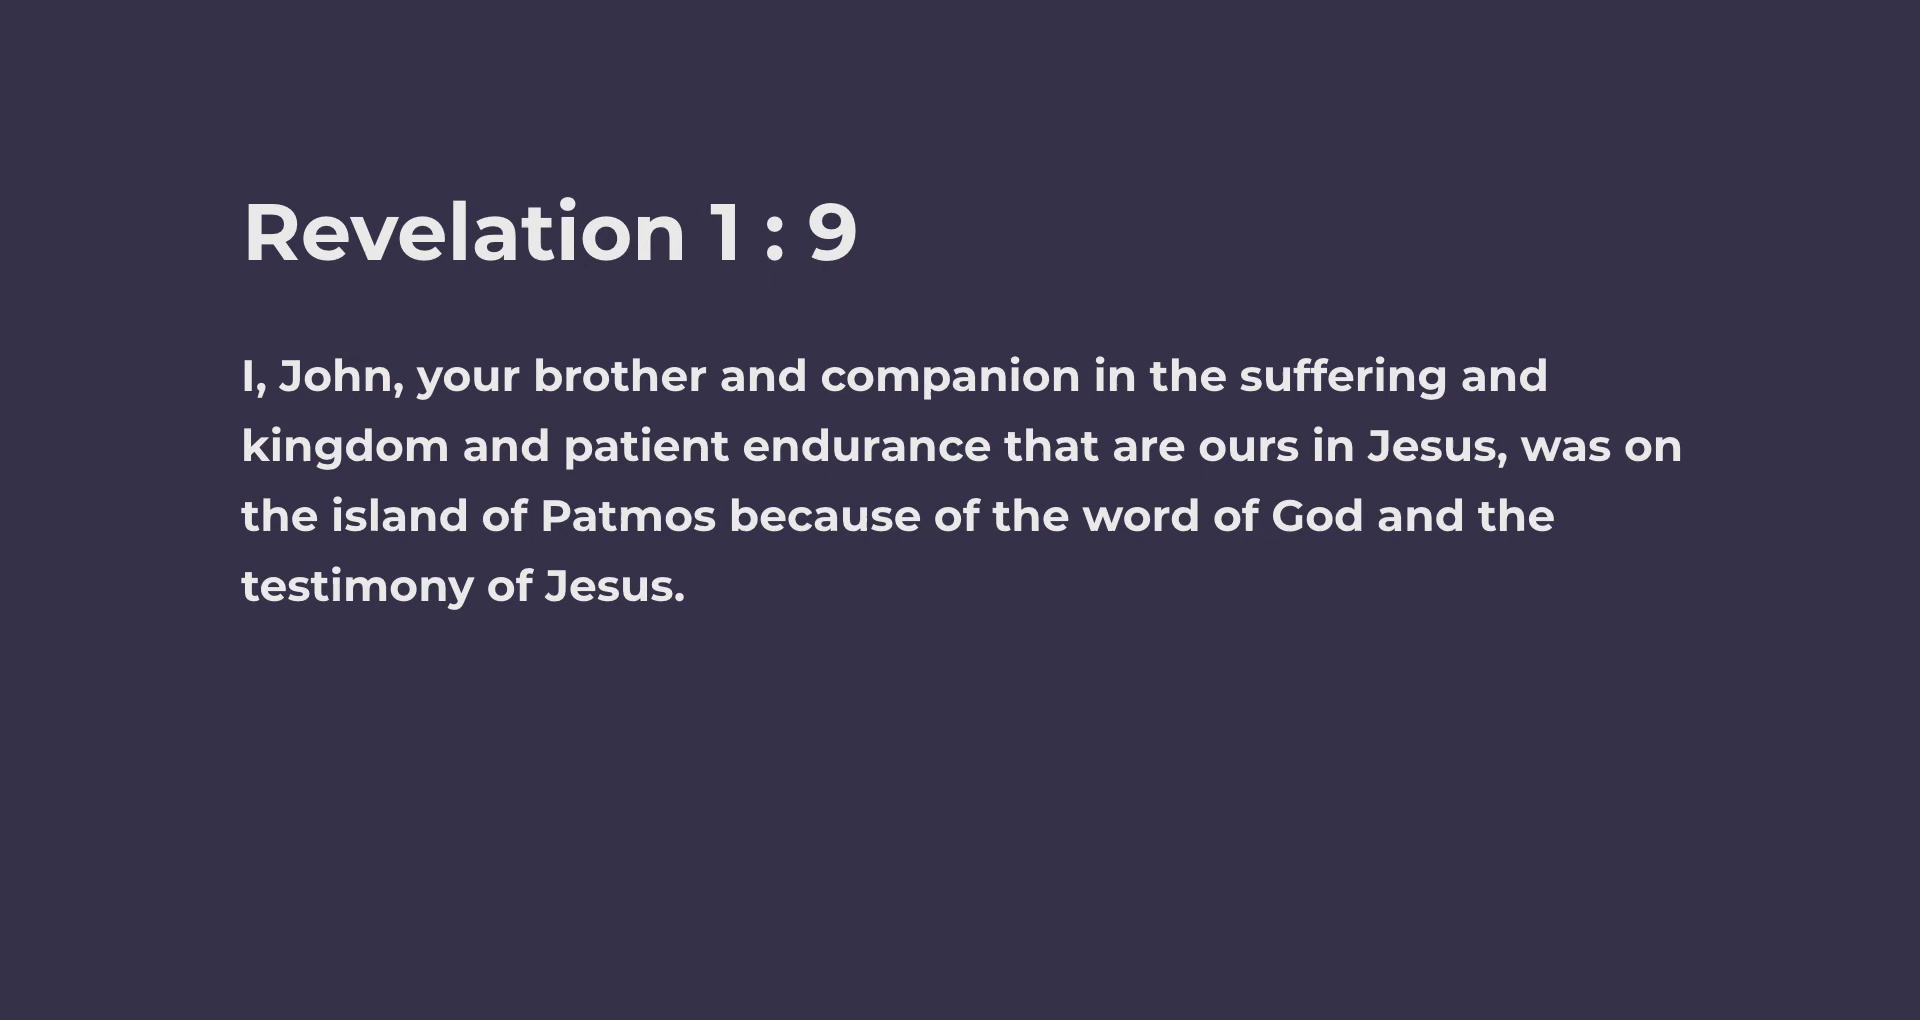 Revelation 1 : 9
I, John, your brother and companion in the suffering and
kingdom and patient endurance that are ours in Jesus, was on
the island of Patmos because of the word of God and the
testimony of Jesus.